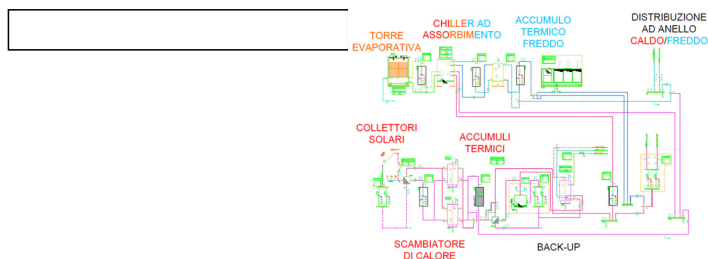 TORRE
EVAPORATIVA
CHILLER AD
ASSORBIMENTO
ACCUMULO
TERMICO
FREDDO
DISTRIBUZIONE
AD ANELLO
CALDO/FREDDO
COLLETTORI
SOLARI
ACCUMULI
TERMICI
SCAMBIATORE
DI CALORE
BACK-UP